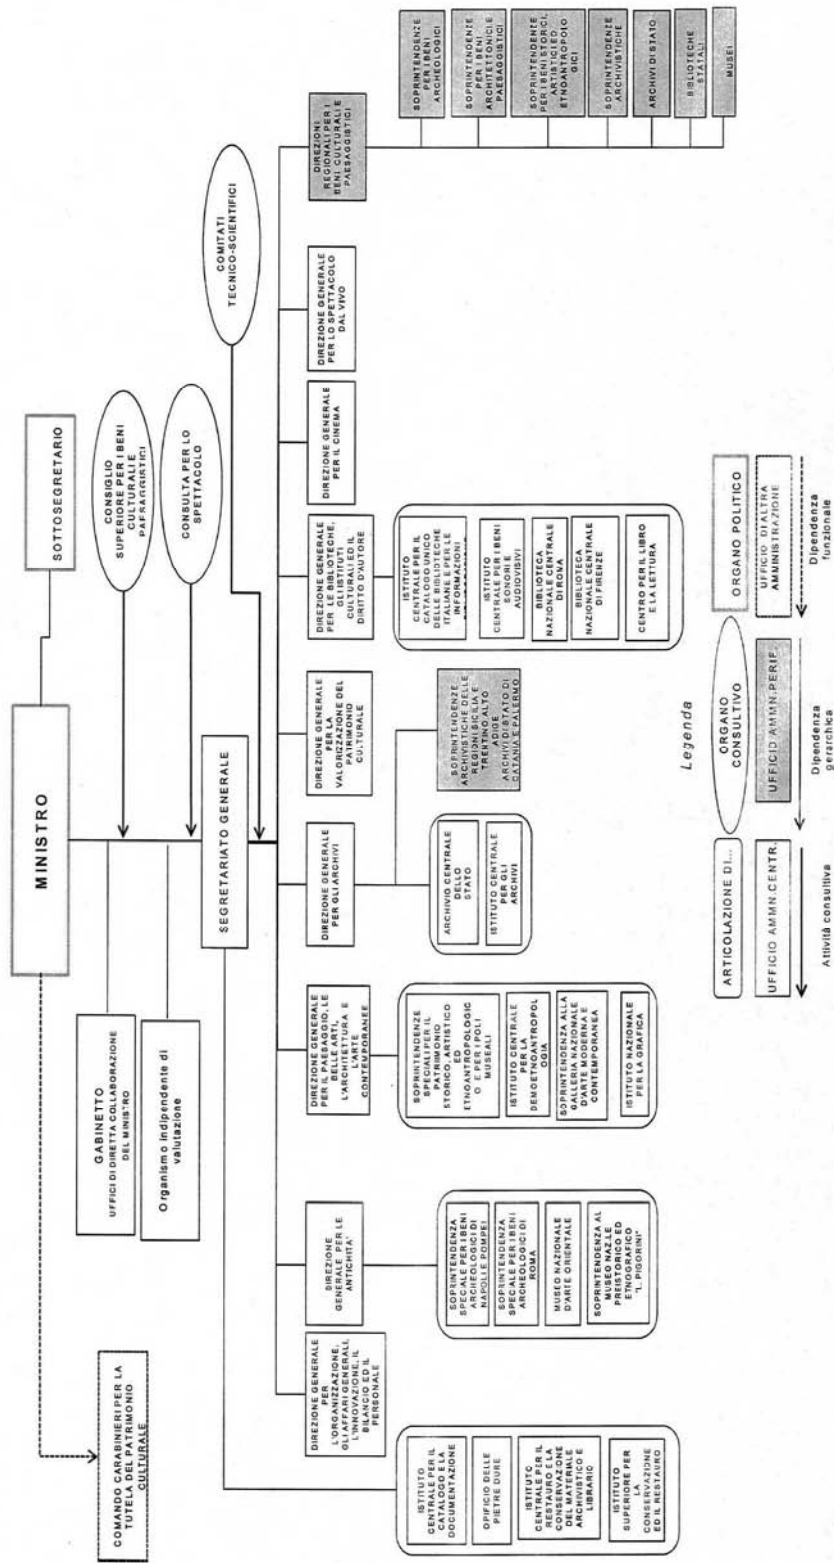 COMANDO CARABINIERI PER LA
TUTELA DEL PATRIMONIO
CULTURALE
MINISTRO
SOTTOSEGRETARIO
GABINETTO
UFFICI DI DIRETTA COLLABORAZIONE
DEL MINISTRO
Organismo indipendente di
valutazione
CONSIGLIO
SUPERIORE PER I BENI
CULTURALI E
PAESAGGISTICI
CONSULTA PER LO
SPETTACOLO
SEGRETARIATO GENERALE
COMITATI
TECNICO-SCIENTIFICI
DIREZIONE GENERALE
PER
L'ORGANIZZAZIONE,
GLI AFFARI GENERALI,
L'INNOVAZIONE, IL
BILANCIO ED IL
PERSONALE
DIREZIONE
GENERALE PER LE
ANTICHITA'
DIREZIONE GENERALE
PER IL PAESAGGIO, LE
BELLE ARTI,
L'ARCHITETTURA E
L'ARTE
CONTEMPORANEE
DIREZIONE GENERALE
PER GLI ARCHIVI
DIREZIONE GENERALE
PER LA
VALORIZZAZIONE DEL
PATRIMONIO
CULTURALE
DIREZIONE GENERALE
PER LE BIBLIOTECHE,
GLI ISTITUTI
CULTURALI ED IL
DIRITTO D'AUTORE
DIREZIONE GENERALE
PER IL CINEMA
DIREZIONE GENERALE
PER LO SPETTACOLO
DAL VIVO
DIREZIONI
REGIONALI PER I
BENI CULTURALI E
PAESAGGISTICI
ISTITUTO
CENTRALE PER IL
CATALOGO E LA
DOCUMENTAZIONE
OPIFICIO DELLE
PIETRE DURE
ISTITUTO
CENTRALE PER IL
RESTAURO E LA
CONSERVAZIONE
DEL MATERIALE
ARCHIVISTICO E
LIBRARIO
ISTITUTO
SUPERIORE PER
LA
CONSERVAZIONE
ED IL RESTAURO
SOPRINTENDENZA
SPECIALE PER I BENI
ARCHEOLOGICI DI
NAPOLI E POMPEI
SOPRINTENDENZA
SPECIALE PER I BENI
ARCHEOLOGICI DI
ROMA
MUSEO NAZIONALE
D'ARTE ORIENTALE
SOPRINTENDENZA AL
MUSEO NAZ.LE
PREISTORICO ED
ETNOGRAFICO
"L. PIGORINI"
SOPRINTENDENZE
SPECIALI PER IL
PATRIMONIO
STORICO, ARTISTICO
ED
ETNOANTROPOLOGIC
O E PER I POLI
MUSEALI
ISTITUTO CENTRALE
PER LA
DEMOETNOANTROPOL
OGIA
SOPRINTENDENZA ALLA
GALLERIA NAZIONALE
D'ARTE MODERNA E
CONTEMPORANEA
ISTITUTO NAZIONALE
PER LA GRAFICA
ARCHIVIO CENTRALE
DELLO
STATO
ISTITUTO CENTRALE
PER GLI
ARCHIVI
SOPRINTENDENZE
ARCHIVISTICHE DELLE
REGIONI SICILIA E
TRENTINO ALTO
ADIGE
ARCHIVI DI STATO DI
CATANIA E PALERMO
ISTITUTO
CENTRALE PER IL
CATALOGO UNICO
DELLE BIBLIOTECHE
ITALIANE E PER LE
INFORMAZIONI
ISTITUTO
CENTRALE PER I BENI
SONORI E
AUDIOVISIVI
BIBLIOTECA
NAZIONALE CENTRALE
DI ROMA
BIBLIOTECA
NAZIONALE CENTRALE
DI FIRENZE
CENTRO PER IL LIBRO
E LA LETTURA
SOPRINTENDENZE
PER I BENI
ARCHEOLOGICI
SOPRINTENDENZE
PER I BENI
ARCHITETTONICI E
PAESAGGISTICI
SOPRINTENDENZE
PER I BENI STORICI,
ARTISTICI ED
ETNOANTROPOLO
GICI
SOPRINTENDENZE
ARCHIVISTICHE
ARCHIVI DI STATO
BIBLIOTECHE
STATALI
MUSEI
Legenda
ARTICOLAZIONE DI...
ORGANO
CONSULTIVO
ORGANO POLITICO
UFFICIO AMMN.CENTR.
UFFICIO AMMN.PERIF.
UFFICIO DI ALTRA
AMMINISTRAZIONE
Attività consultiva
Dipendenza
gerarchica
Dipendenza
funzionale